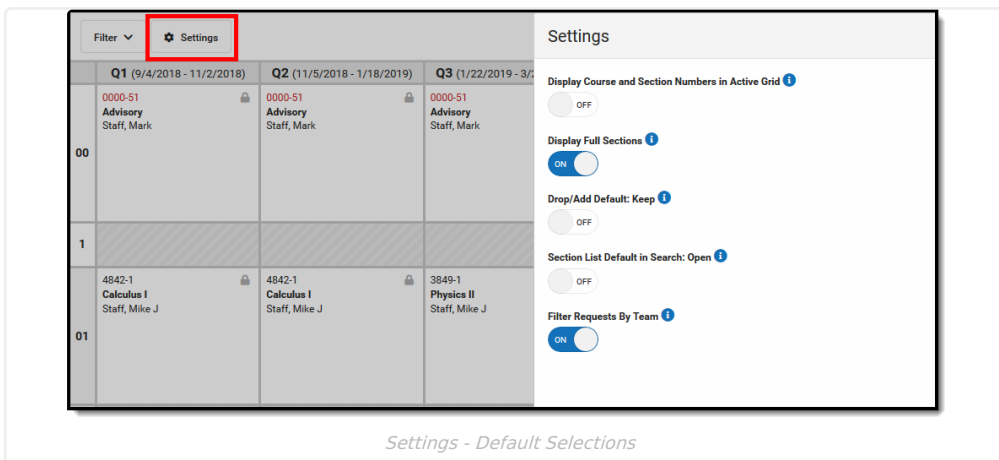 Filter Settings
Q1 (9/4/2018 - 11/2/2018) Q2 (11/5/2018 - 1/18/2019) Q3 (1/22/2019 - 3/2
00
0000-51 0000-51 0000-51
Advisory Advisory Advisory
Staff, Mark Staff, Mark Staff, Mark
1
01
4842-1 4842-1 3849-1
Calculus I Calculus I Physics II
Staff, Mike J Staff, Mike J Staff, Mike J
Settings
Display Course and Section Numbers in Active Grid
OFF
Display Full Sections
ON
Drop/Add Default: Keep
OFF
Section List Default in Search: Open
OFF
Filter Requests By Team
ON
Settings - Default Selections